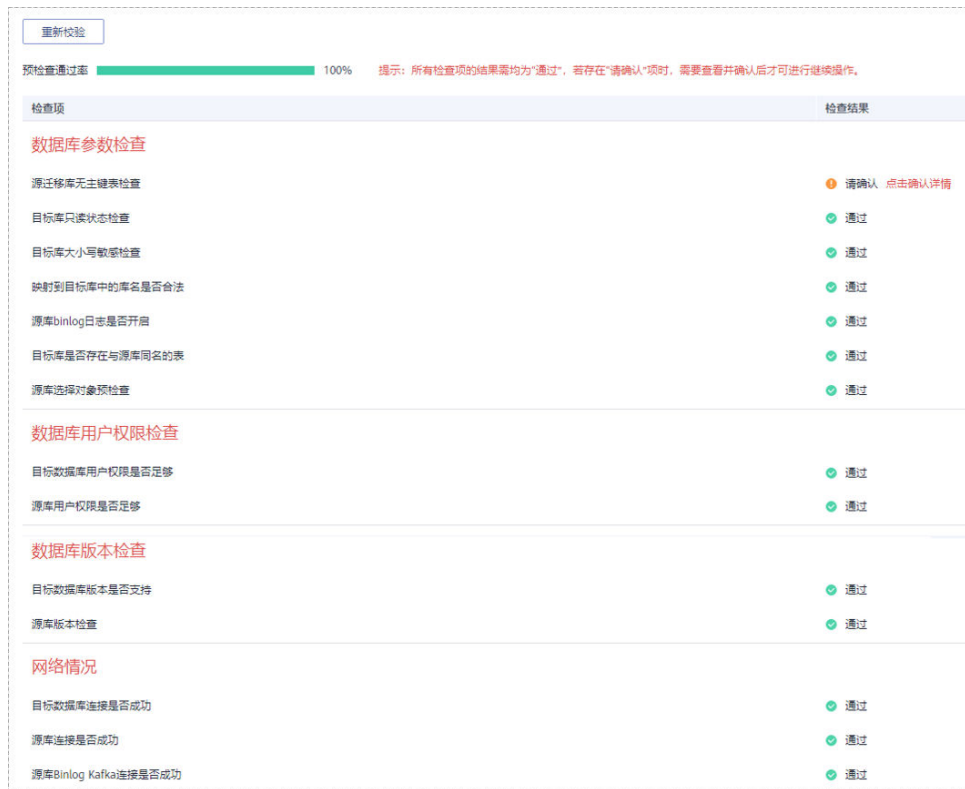 重新校验
预检查通过率 100% 提示：所有检查项的结果需均为“通过”，若存在“请确认”项时，需要查看并确认后才可进行继续操作。
检查项 检查结果
数据库参数检查
源迁移库无主键表检查 请确认 点击确认详情
目标库只读状态检查 通过
目标库大小写敏感检查 通过
映射到目标库中的库名是否合法 通过
源库binlog日志是否开启 通过
目标库是否存在与源库同名的表 通过
源库选择对象预检查 通过
数据库用户权限检查
目标数据库用户权限是否足够 通过
源库用户权限是否足够 通过
数据库版本检查
目标数据库版本是否支持 通过
源库版本检查 通过
网络情况
目标数据库连接是否成功 通过
源库连接是否成功 通过
源库Binlog Kafka连接是否成功 通过